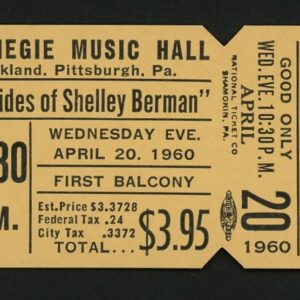 NEGIE MUSIC HALL
kland, Pittsburgh, Pa.
ides of Shelley Berman"
WEDNESDAY EVE.
APRIL 20. 1960
FIRST BALCONY
30
M.
Est.Price $3.3728
Federal Tax .24
City Tax .3372
TOTAL... $3.95
GOOD ONLY
WED. EVE. 10:30 P. M.
APRIL
20
1960
NATIONAL TICKET CO
SHAMOKIN, PA.